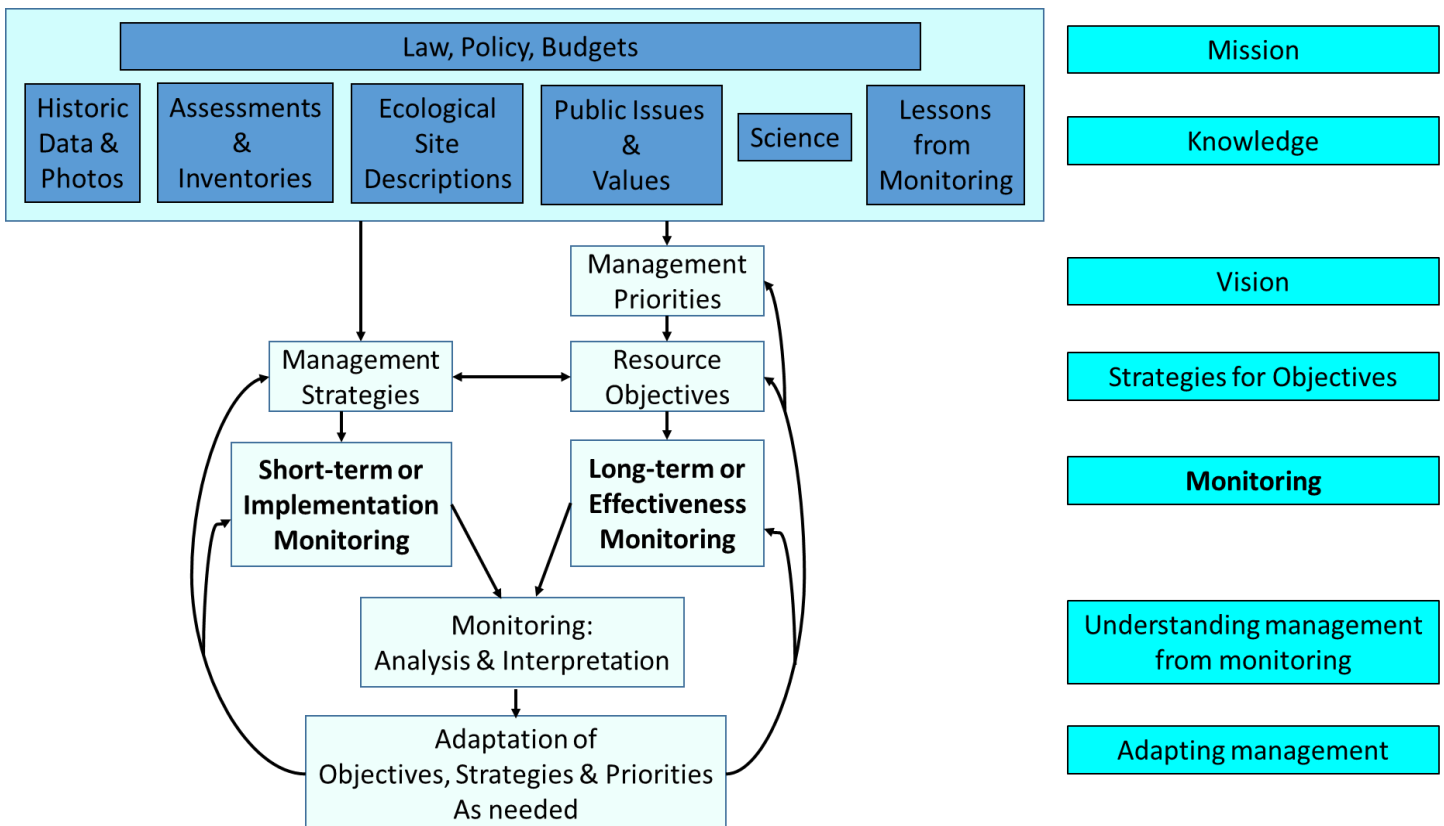 Law, Policy, Budgets
Mission
Historic
Data &
Photos
Assessments
&
Inventories
Ecological
Site
Descriptions
Public Issues
&
Values
Science
Lessons
from
Monitoring
Knowledge
Management
Priorities
Vision
Management
Strategies
Resource
Objectives
Strategies for Objectives
Short-term or
Implementation
Monitoring
Long-term or
Effectiveness
Monitoring
Monitoring
Monitoring:
Analysis & Interpretation
Understanding management
from monitoring
Adaptation of
Objectives, Strategies & Priorities
As needed
Adapting management